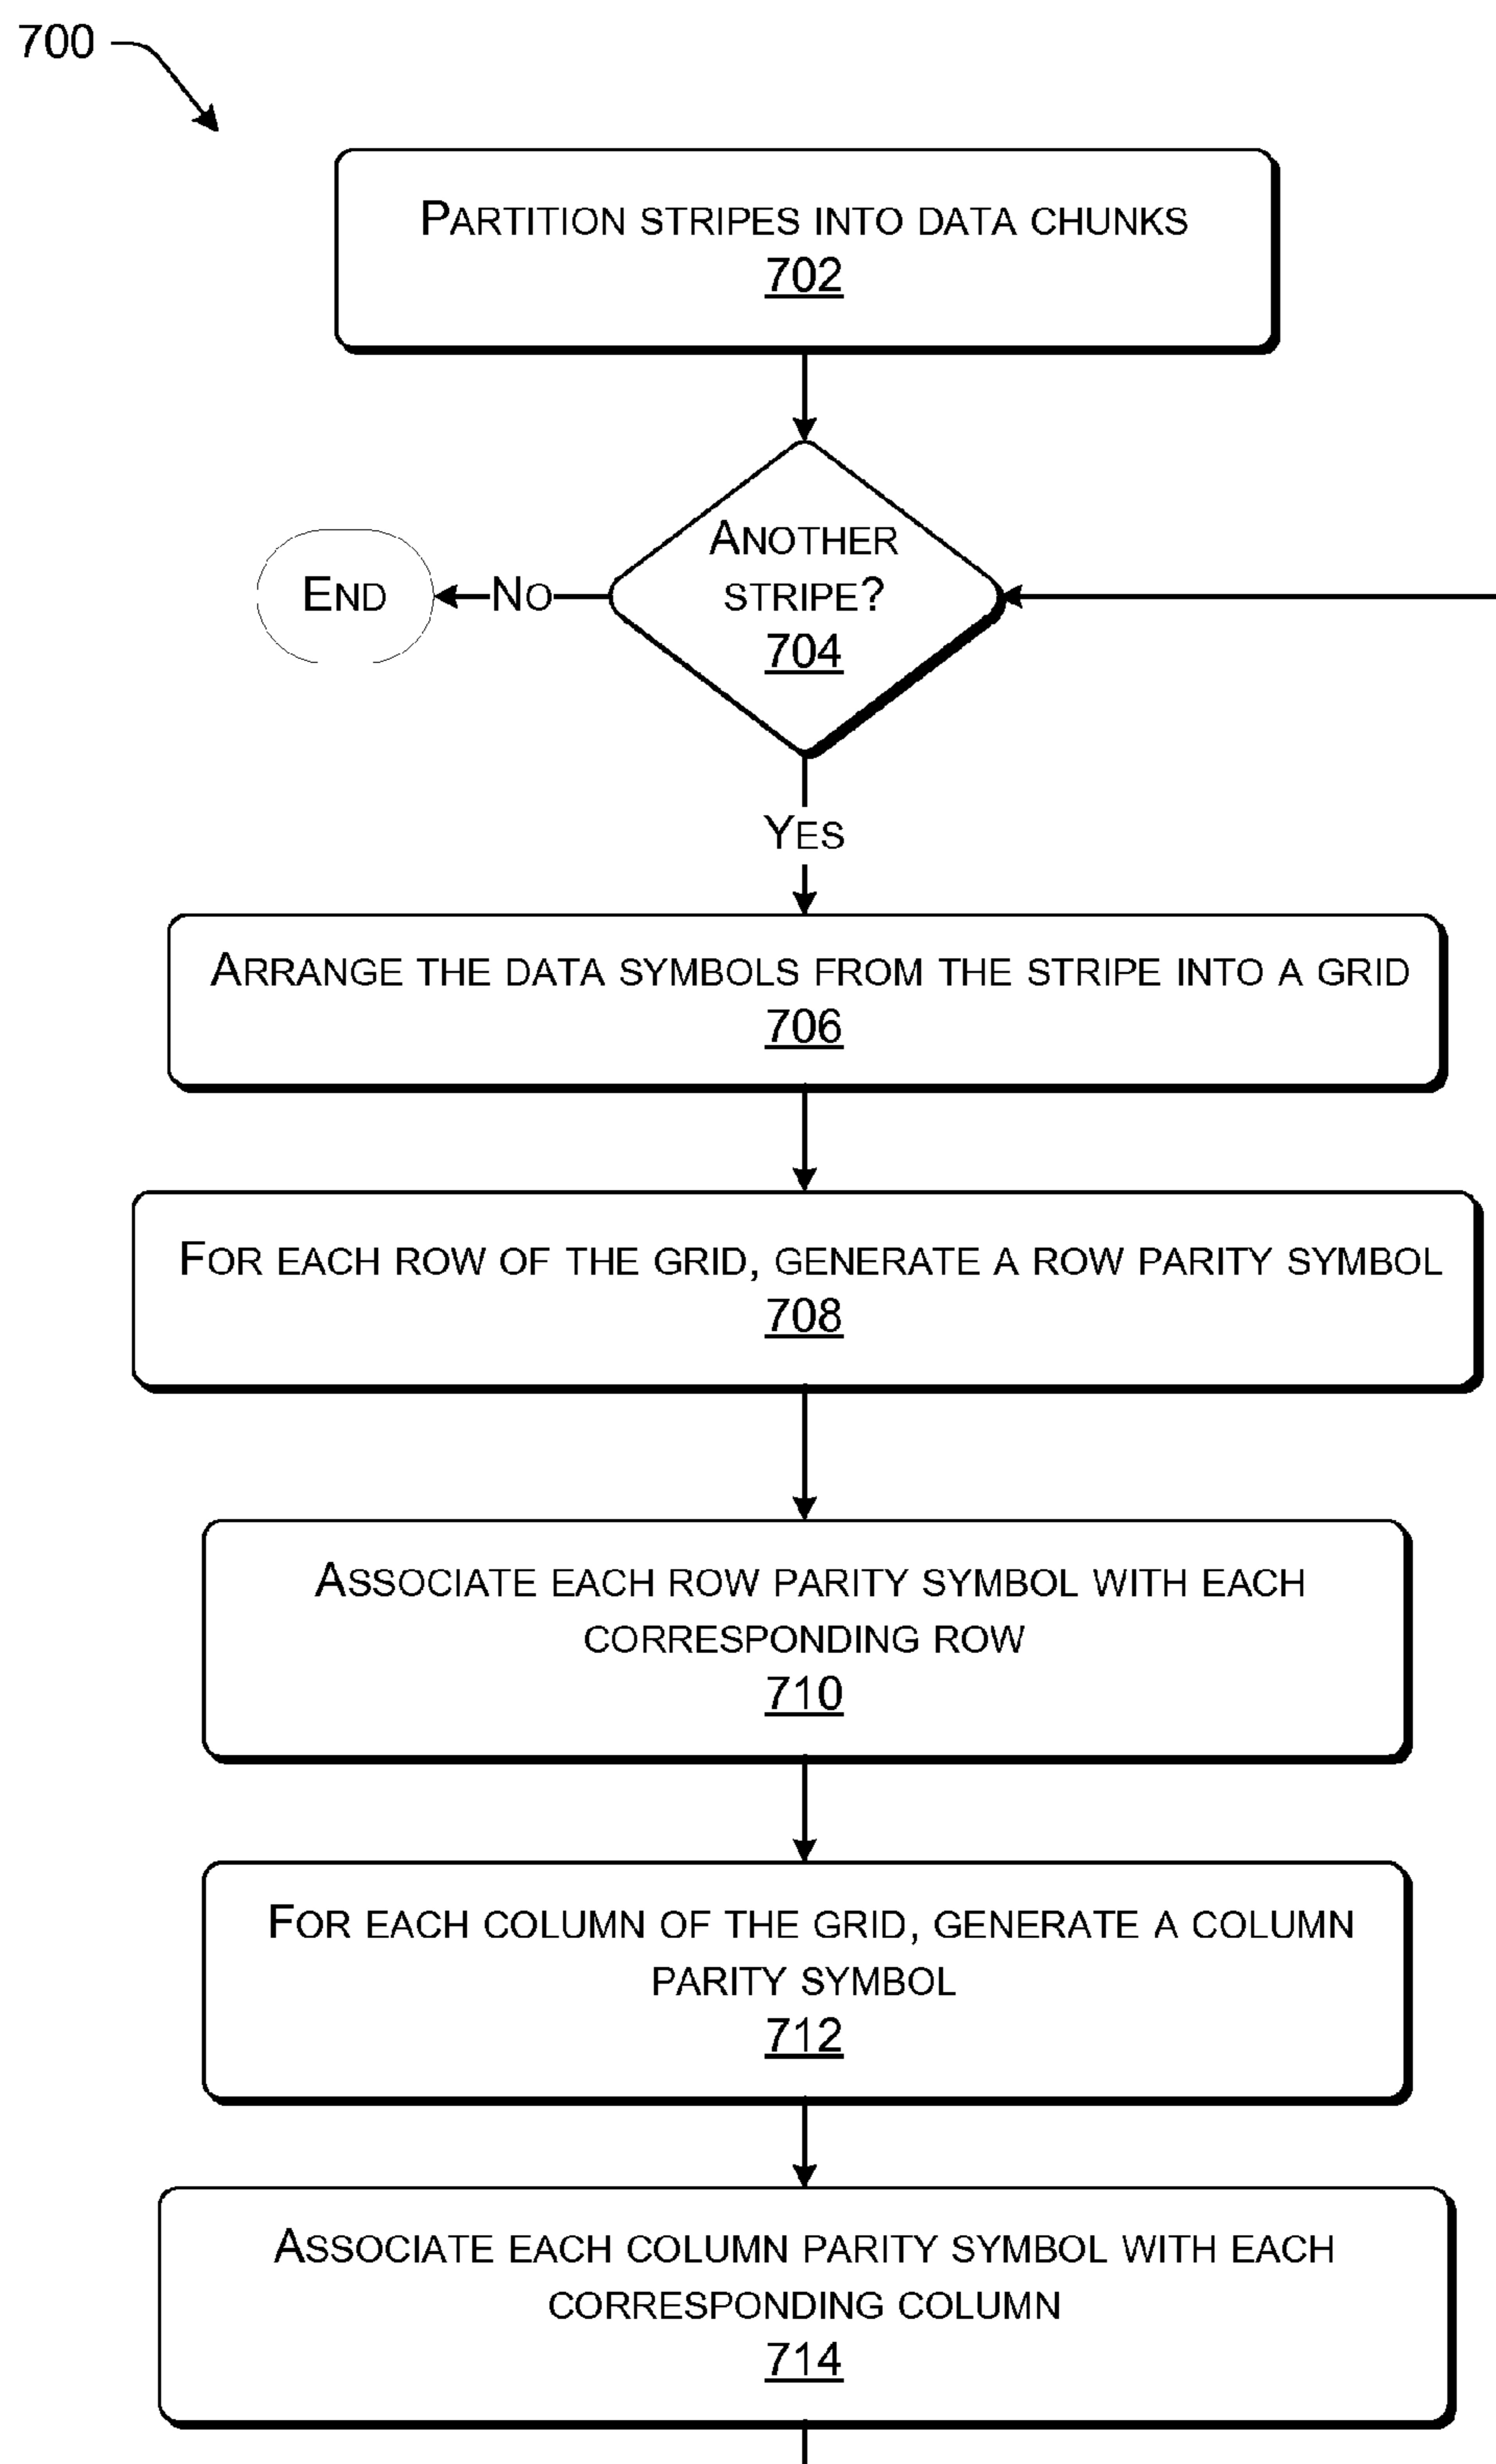 700
PARTITION STRIPES INTO DATA CHUNKS
702
ANOTHER
STRIPE?
704
END
NO
YES
ARRANGE THE DATA SYMBOLS FROM THE STRIPE INTO A GRID
706
FOR EACH ROW OF THE GRID, GENERATE A ROW PARITY SYMBOL
708
ASSOCIATE EACH ROW PARITY SYMBOL WITH EACH
CORRESPONDING ROW
710
FOR EACH COLUMN OF THE GRID, GENERATE A COLUMN
PARITY SYMBOL
712
ASSOCIATE EACH COLUMN PARITY SYMBOL WITH EACH
CORRESPONDING COLUMN
714